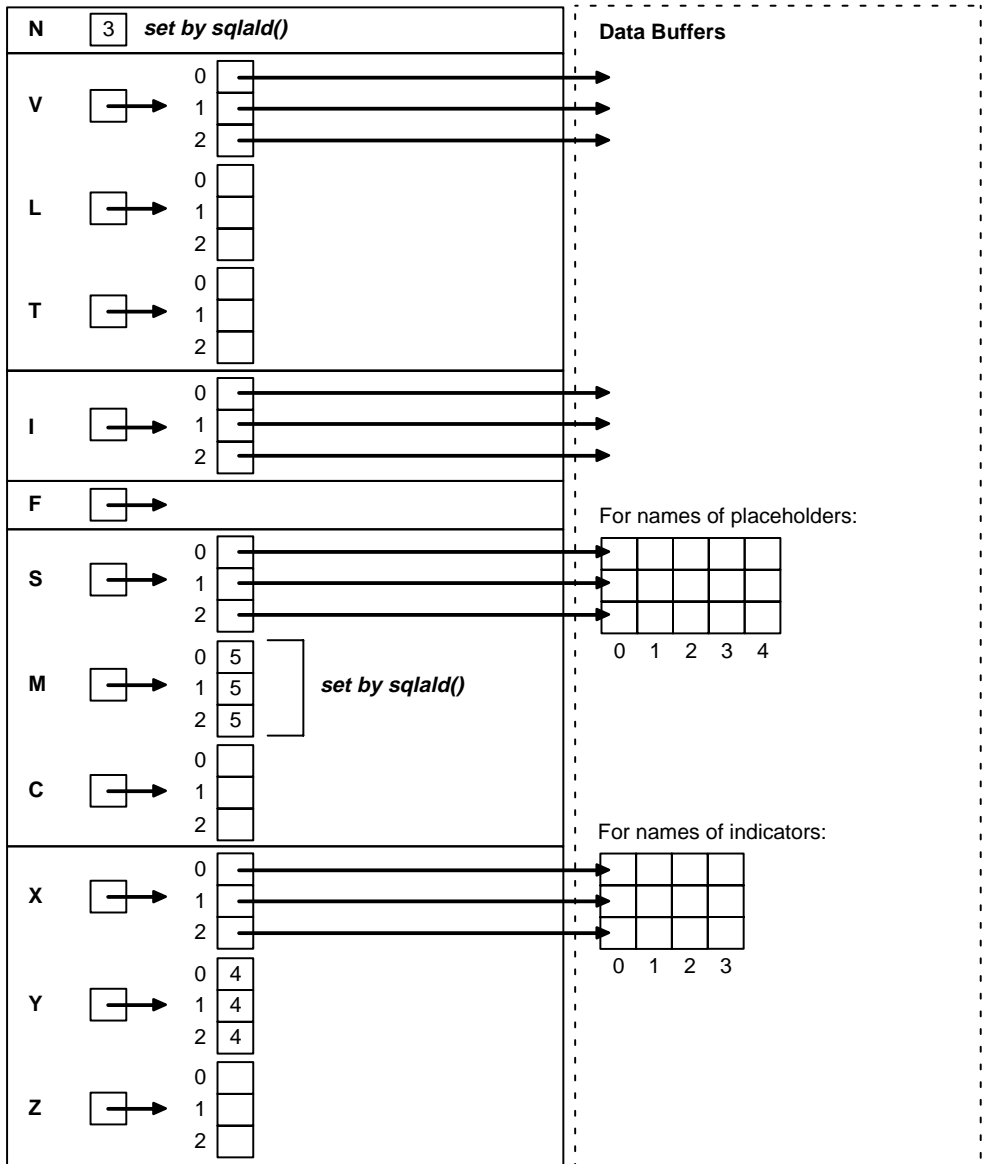 N 3 set by sqlald()
Data Buffers
V
0
1
2
L
0
1
2
T
0
1
2
I
0
1
2
F
For names of placeholders:
S
0
1
2
0 1 2 3 4
M
0 5
1 5
2 5
set by sqlald()
C
0
1
2
For names of indicators:
X
0
1
2
0 1 2 3
Y
0 4
1 4
2 4
Z
0
1
2